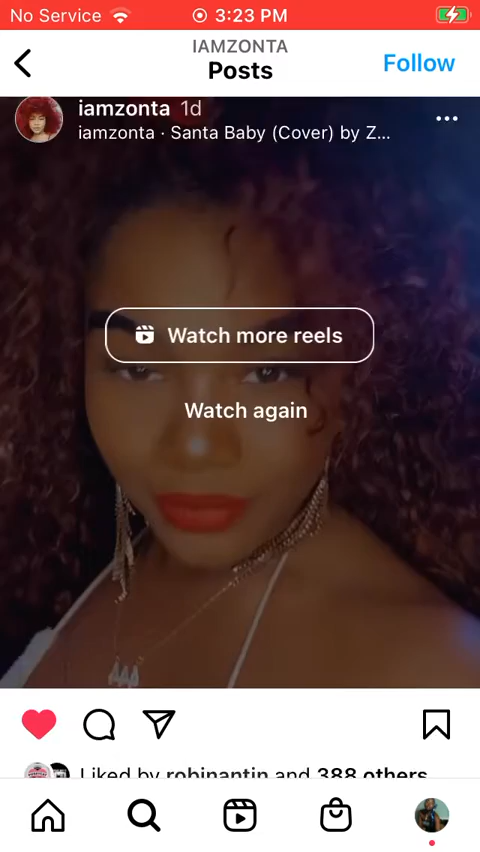 No Service 3:23 PM
IAMZONTA
Posts
Follow
iamzonta 1d
iamzonta · Santa Baby (Cover) by Z...
Watch more reels
Watch again
444
Liked by robinantin and 388 others